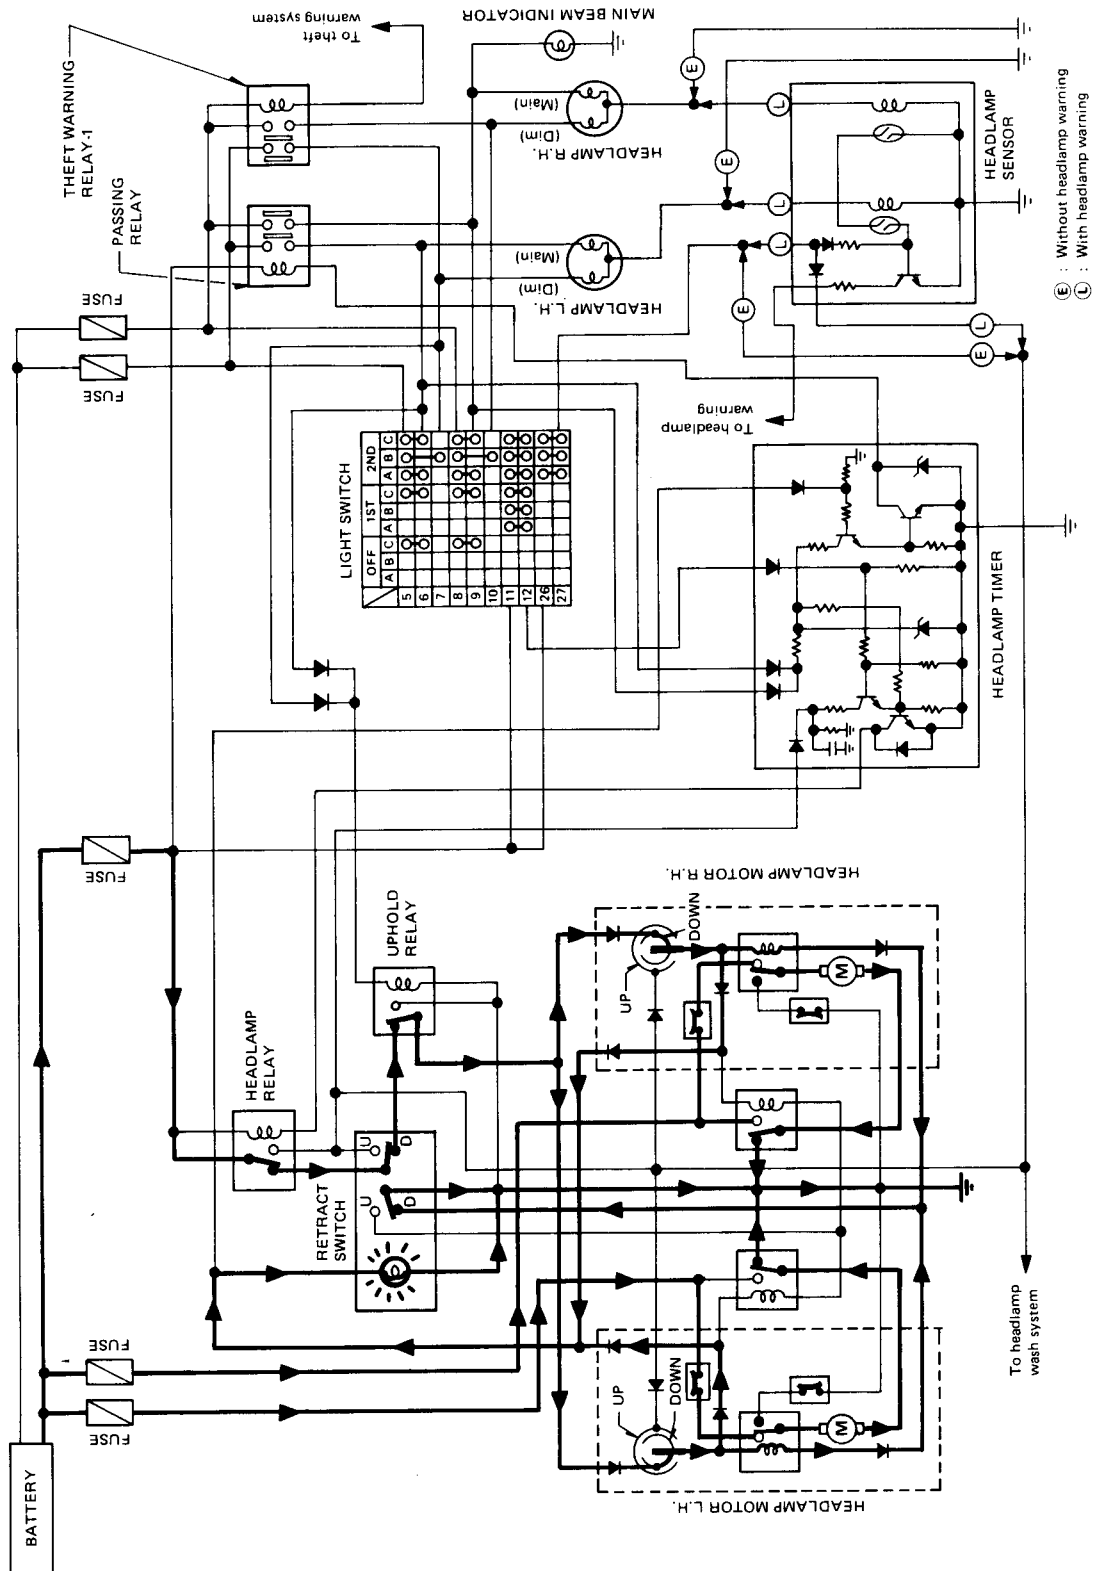 BATTERY
FUSE
FUSE
FUSE
FUSE
FUSE
THEFT WARNING
RELAY-1
PASSING
RELAY
To theft
warning system
MAIN BEAM INDICATOR
(Main)
(Dim)
HEADLAMP R.H.
(Main)
(Dim)
HEADLAMP L.H.
E
E
L
L
L
E
L
E
HEADLAMP
SENSOR
E : Without headlamp warning
L : With headlamp warning
To headlamp
warning
LIGHT SWITCH
OFF 1ST 2ND
A B C A B C A B C
5
6
7
8
9
10
11
12
26
27
HEADLAMP TIMER
HEADLAMP
RELAY
UPHOLD
RELAY
RETRACT
SWITCH
U
D
U
D
HEADLAMP MOTOR R.H.
UP
DOWN
M
HEADLAMP MOTOR L.H.
UP
DOWN
M
To headlamp
wash system